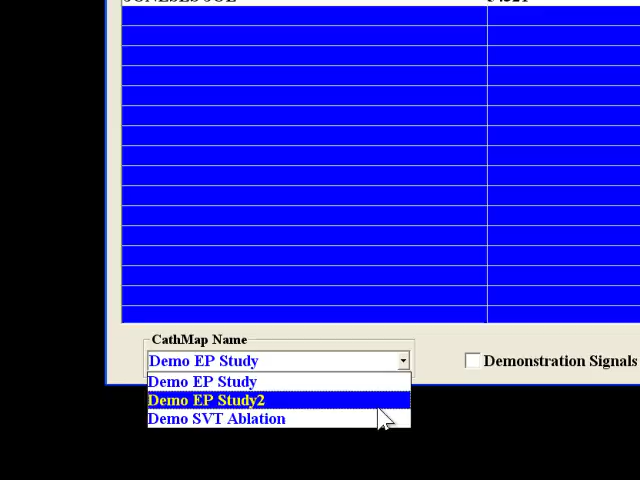 CathMap Name
Demo EP Study
Demonstration Signals
Demo EP Study
Demo EP Study2
Demo SVT Ablation